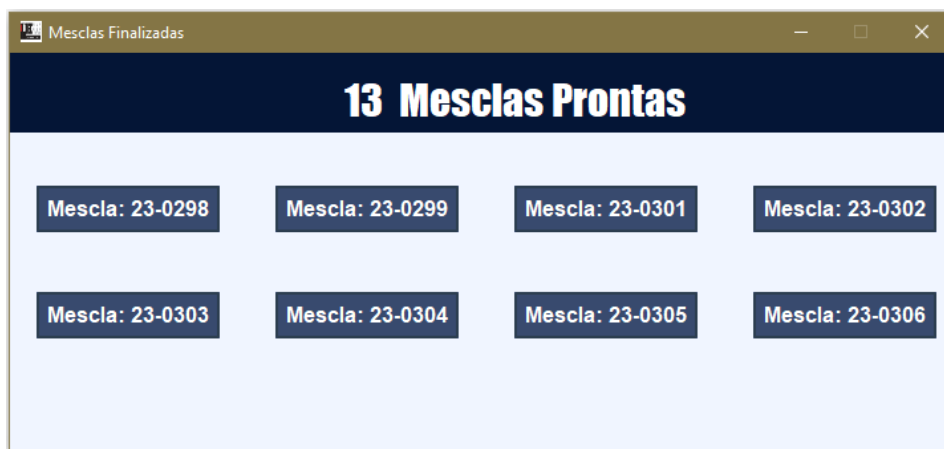 Mesclas Finalizadas
13 Mesclas Prontas
Mescla: 23-0298 Mescla: 23-0299 Mescla: 23-0301 Mescla: 23-0302
Mescla: 23-0303 Mescla: 23-0304 Mescla: 23-0305 Mescla: 23-0306